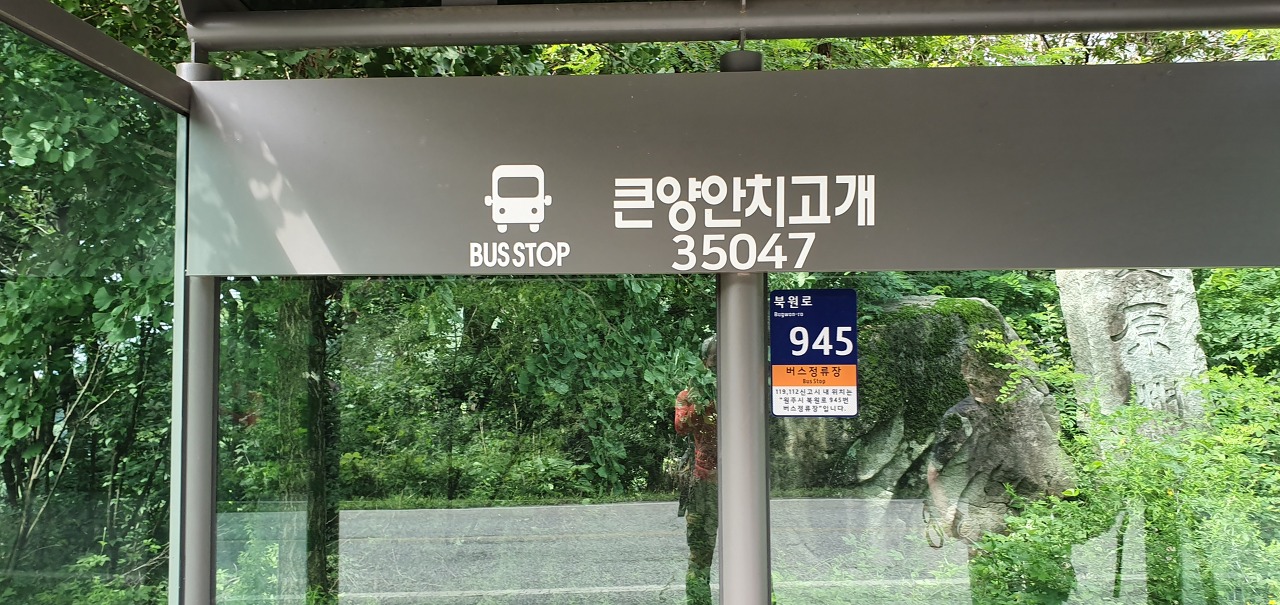 큰양안치고개
BUS STOP
35047
북원로
Bugwon-ro
945
버스정류장
Bus Stop
119,112신고시 내 위치는
"원주시 북원로 945번
버스정류장"입니다.
原
州